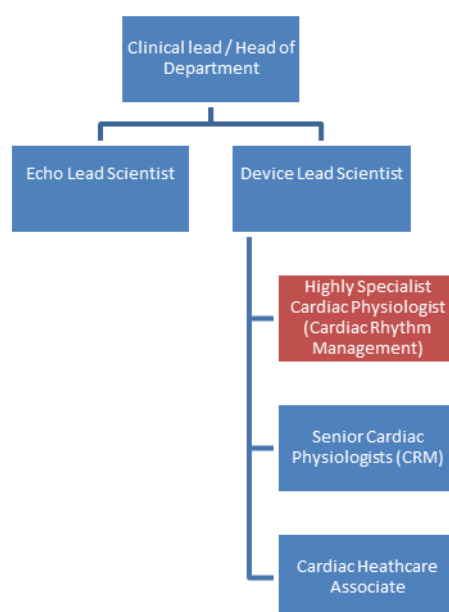 Clinical lead / Head of
Department
Echo Lead Scientist
Device Lead Scientist
Highly Specialist
Cardiac Physiologist
(Cardiac Rhythm
Management)
Senior Cardiac
Physiologists (CRM)
Cardiac Heathcare
Associate